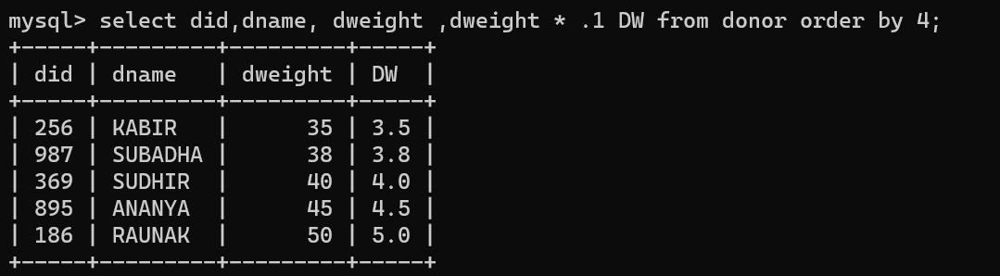 mysql> select did,dname, dweight ,dweight * .1 DW from donor order by 4;
+-----+---------+---------+-----+
| did | dname   | dweight | DW  |
+-----+---------+---------+-----+
| 256 | KABIR   |      35 | 3.5 |
| 987 | SUBADHA |      38 | 3.8 |
| 369 | SUDHIR  |      40 | 4.0 |
| 895 | ANANYA  |      45 | 4.5 |
| 186 | RAUNAK  |      50 | 5.0 |
+-----+---------+---------+-----+